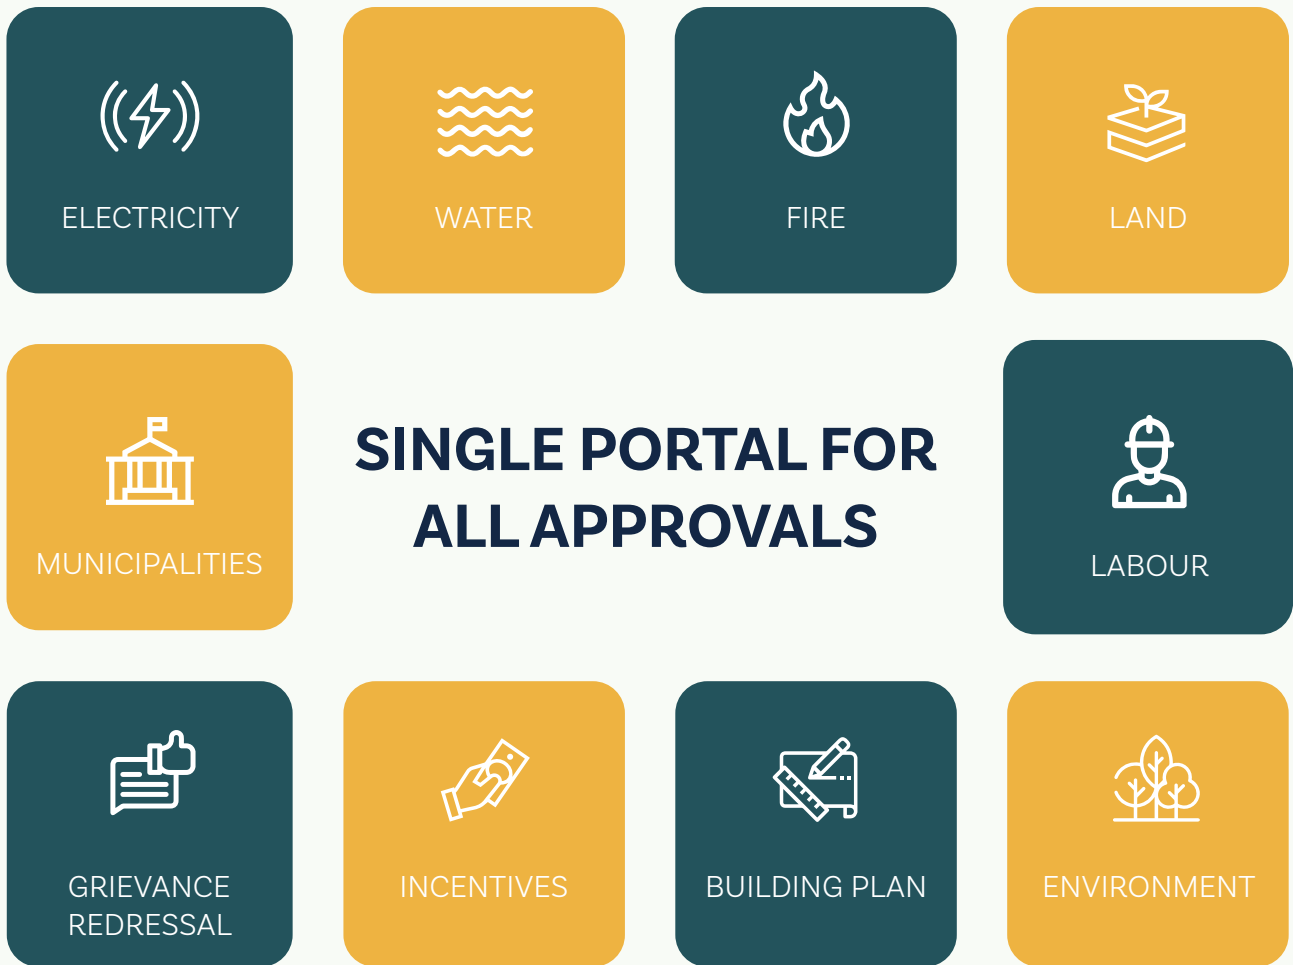 ELECTRICITY
WATER
FIRE
LAND
MUNICIPALITIES
SINGLE PORTAL FOR
ALL APPROVALS
LABOUR
GRIEVANCE
REDRESSAL
INCENTIVES
BUILDING PLAN
ENVIRONMENT